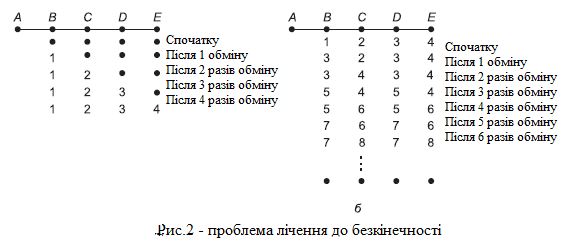 A B C D E
Спочатку
1 Після 1 обміну
1 2 Після 2 разів обміну
1 2 3 Після 3 разів обміну
1 2 3 4 Після 4 разів обміну
A B C D E
1 2 3 4 Спочатку
3 2 3 4 Після 1 обміну
3 4 3 4 Після 2 разів обміну
5 4 5 4 Після 3 разів обміну
5 6 5 6 Після 4 разів обміну
7 6 7 6 Після 5 разів обміну
7 8 7 8 Після 6 разів обміну
б
Рис.2 - проблема лічення до безкінечності